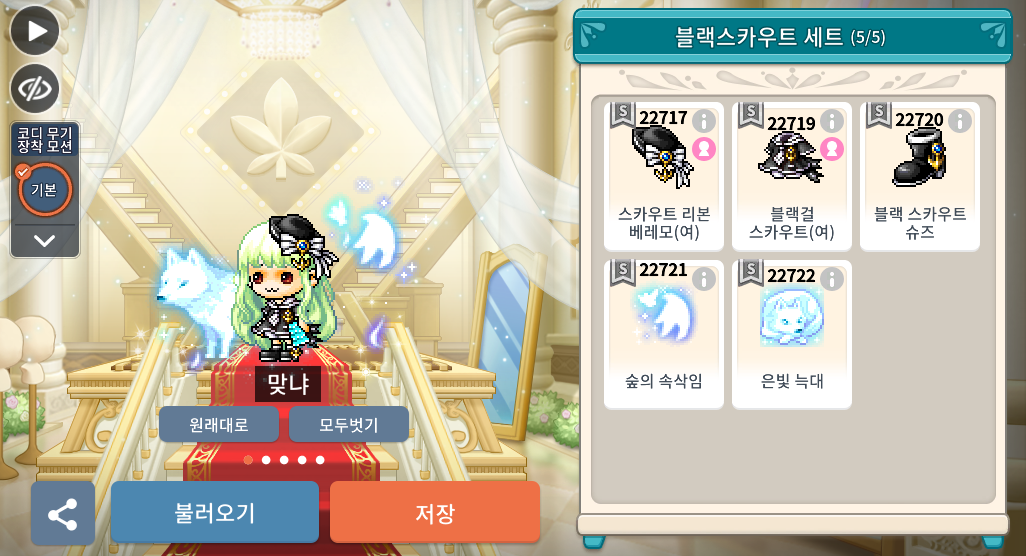 블랙스카우트 세트 (5/5)
코디 무기
장착 모션
기본
S 22717
스카우트 리본
베레모(여)
S 22719
블랙걸
스카우트(여)
S 22720
블랙 스카우트
슈즈
S 22721
숲의 속삭임
S 22722
은빛 늑대
맞냐
원래대로
모두벗기
불러오기
저장